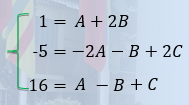 1 = A + 2B
-5 = −2A − B + 2C
16 = A − B + C